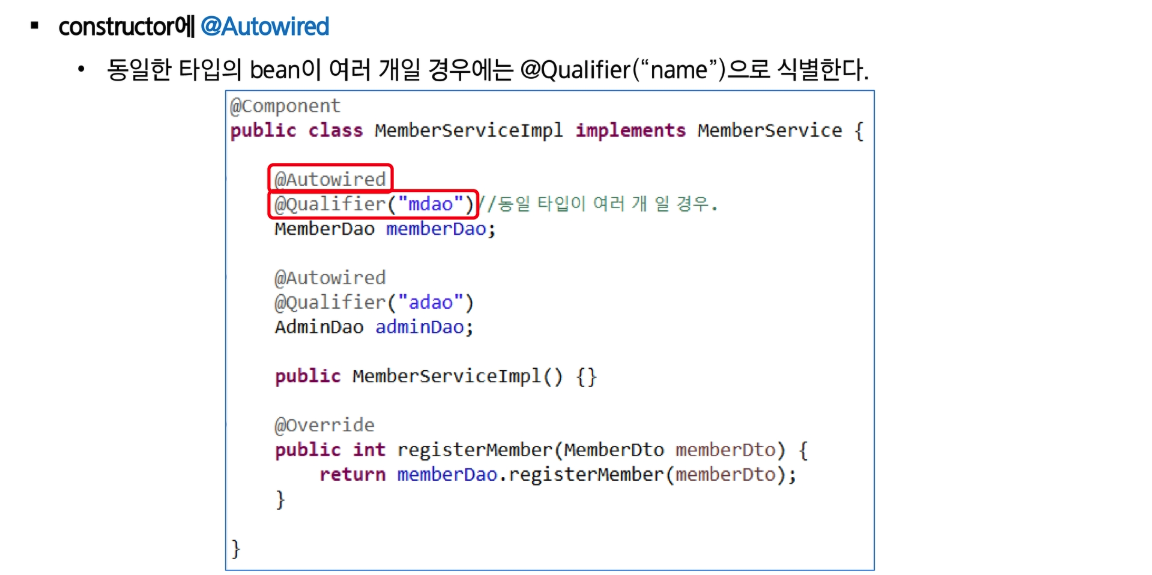 ▪ constructor에 @Autowired
• 동일한 타입의 bean이 여러 개일 경우에는 @Qualifier(“name”)으로 식별한다.
@Component
public class MemberServiceImpl implements MemberService {
@Autowired
@Qualifier("mdao")//동일 타입이 여러 개 일 경우.
MemberDao memberDao;
@Autowired
@Qualifier("adao")
AdminDao adminDao;
public MemberServiceImpl() {}
@Override
public int registerMember(MemberDto memberDto) {
return memberDao.registerMember(memberDto);
}
}